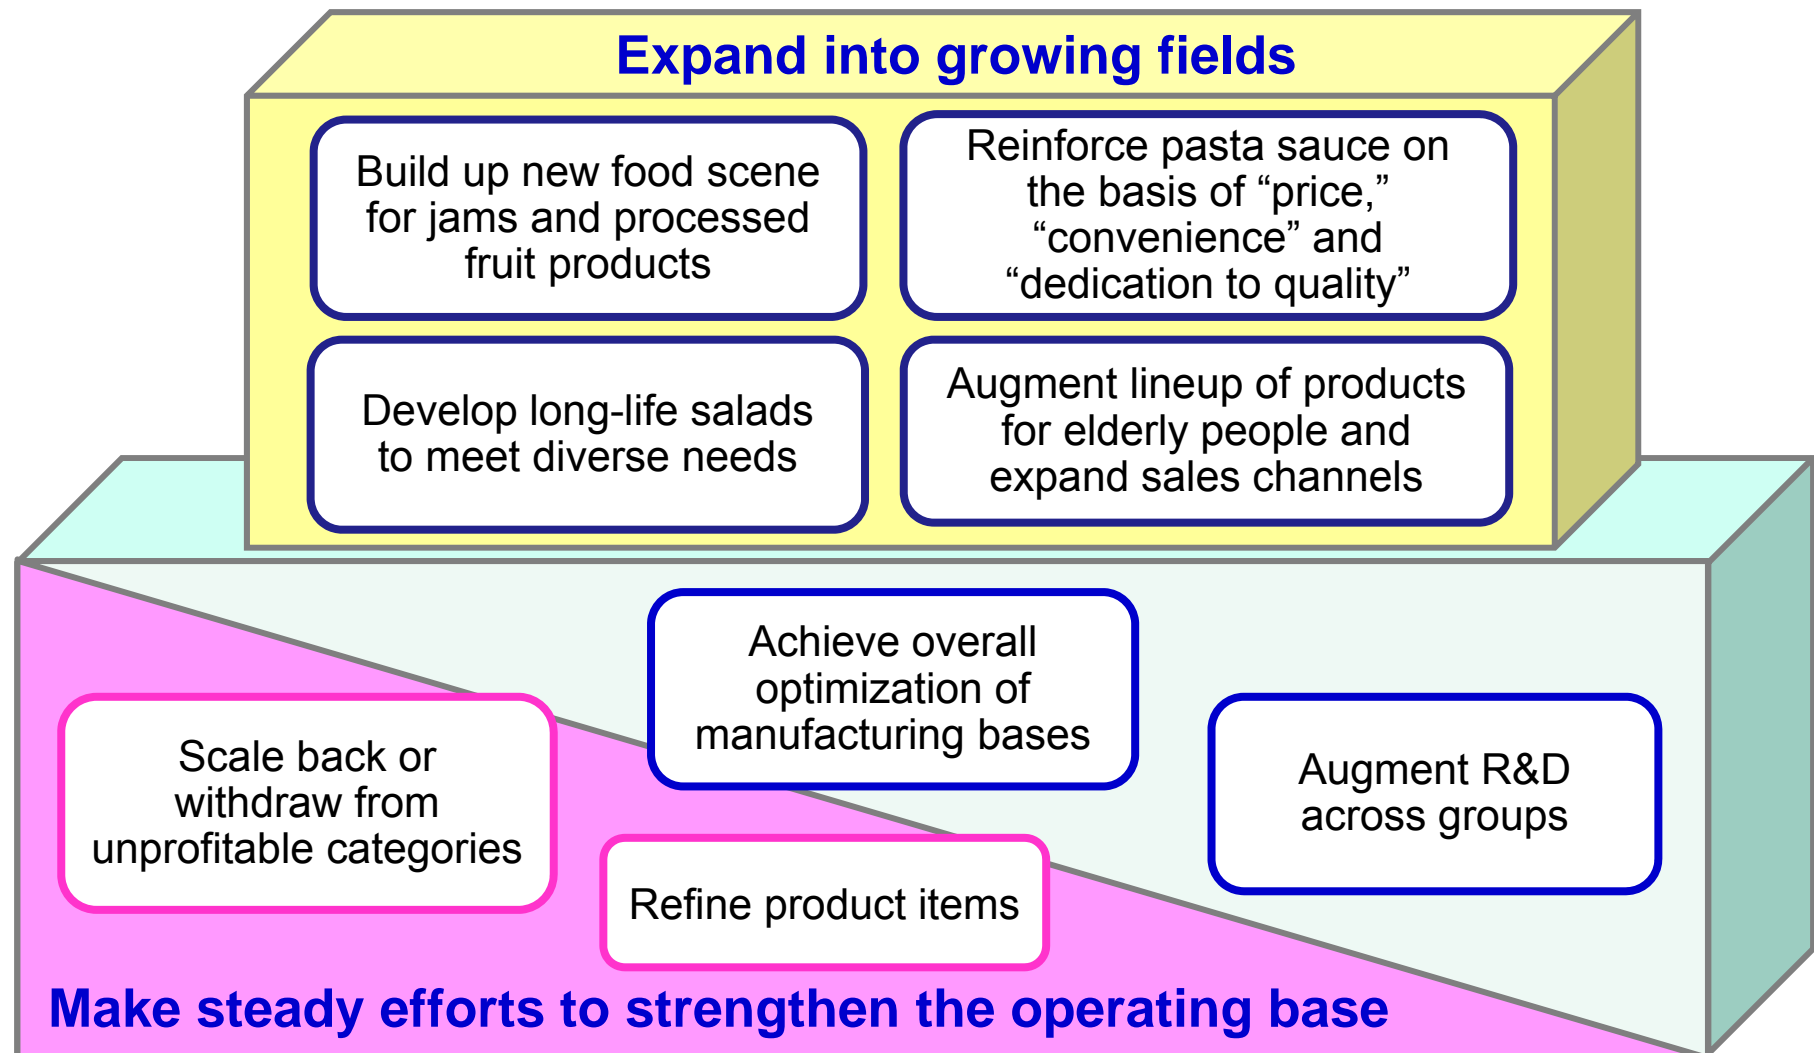 Expand into growing fields
Build up new food scene
for jams and processed
fruit products
Reinforce pasta sauce on
the basis of “price,”
“convenience” and
“dedication to quality”
Develop long-life salads
to meet diverse needs
Augment lineup of products
for elderly people and
expand sales channels
Achieve overall
optimization of
manufacturing bases
Scale back or
withdraw from
unprofitable categories
Augment R&D
across groups
Refine product items
Make steady efforts to strengthen the operating base